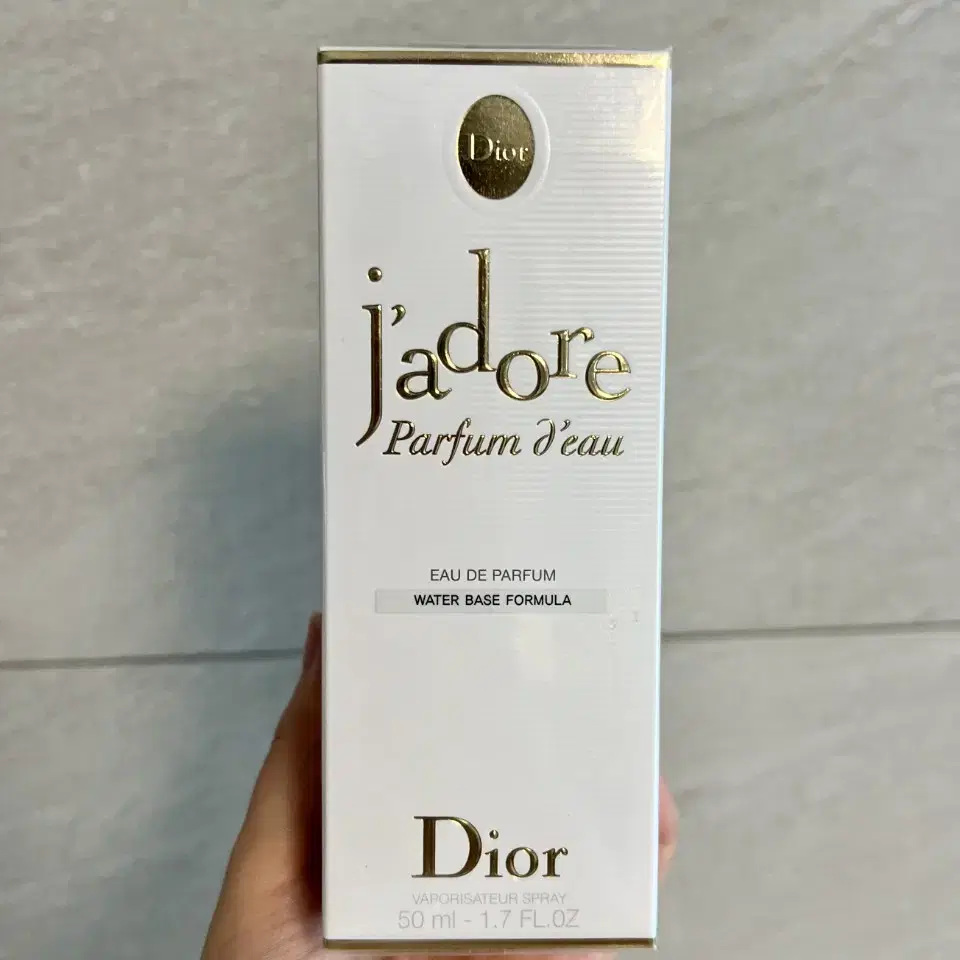 Dior
j'adore
Parfum d'eau
EAU DE PARFUM
WATER BASE FORMULA
Dior
VAPORISATEUR SPRAY
50 ml - 1.7 FL.OZ